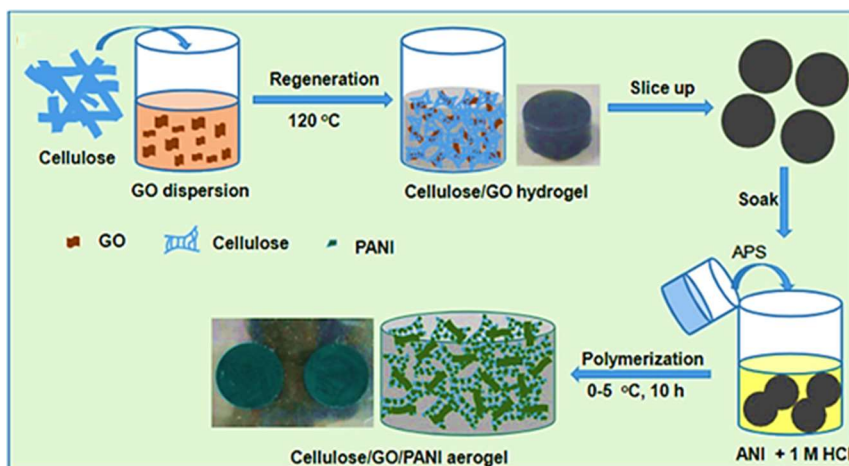 Cellulose
GO dispersion
Regeneration
120 °C
Cellulose/GO hydrogel
Slice up
Soak
GO
Cellulose
PANI
APS
ANI + 1 M HCl
Polymerization
0-5 °C, 10 h
Cellulose/GO/PANI aerogel